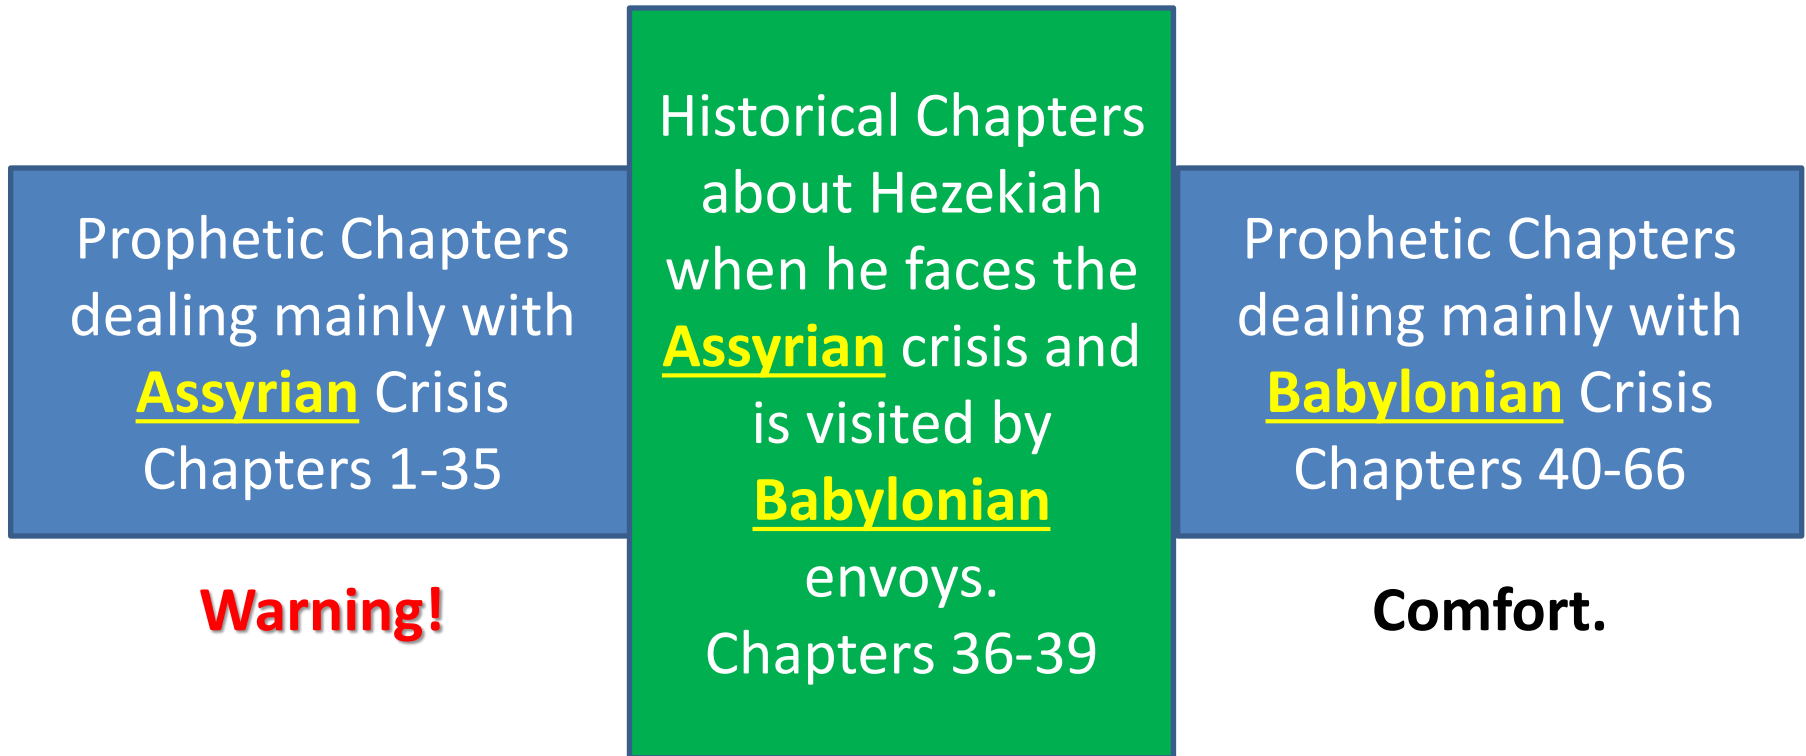 Prophetic Chapters
dealing mainly with
Assyrian Crisis
Chapters 1-35
Warning!
Historical Chapters
about Hezekiah
when he faces the
Assyrian crisis and
is visited by
Babylonian
envoys.
Chapters 36-39
Prophetic Chapters
dealing mainly with
Babylonian Crisis
Chapters 40-66
Comfort.